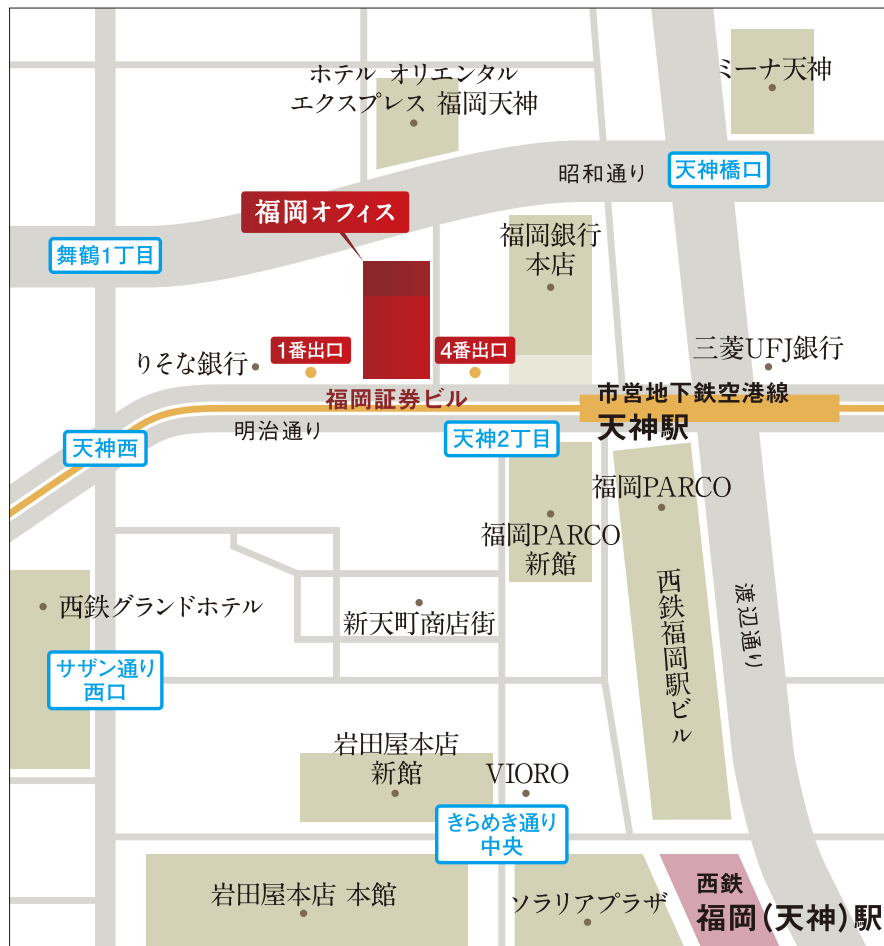 ミーナ天神
ホテル オリエンタル
エクスプレス 福岡天神
昭和通り
天神橋口
福岡オフィス
福岡銀行
本店
舞鶴1丁目
1番出口
4番出口
りそな銀行
三菱UFJ銀行
福岡証券ビル
市営地下鉄空港線
天神駅
明治通り
天神西
天神2丁目
福岡PARCO
福岡PARCO
新館
西鉄福岡駅ビル
渡辺通り
西鉄グランドホテル
新天町商店街
サザン通り
西口
岩田屋本店
新館
VIORO
きらめき通り
中央
岩田屋本店 本館
ソラリアプラザ
西鉄
福岡(天神)駅